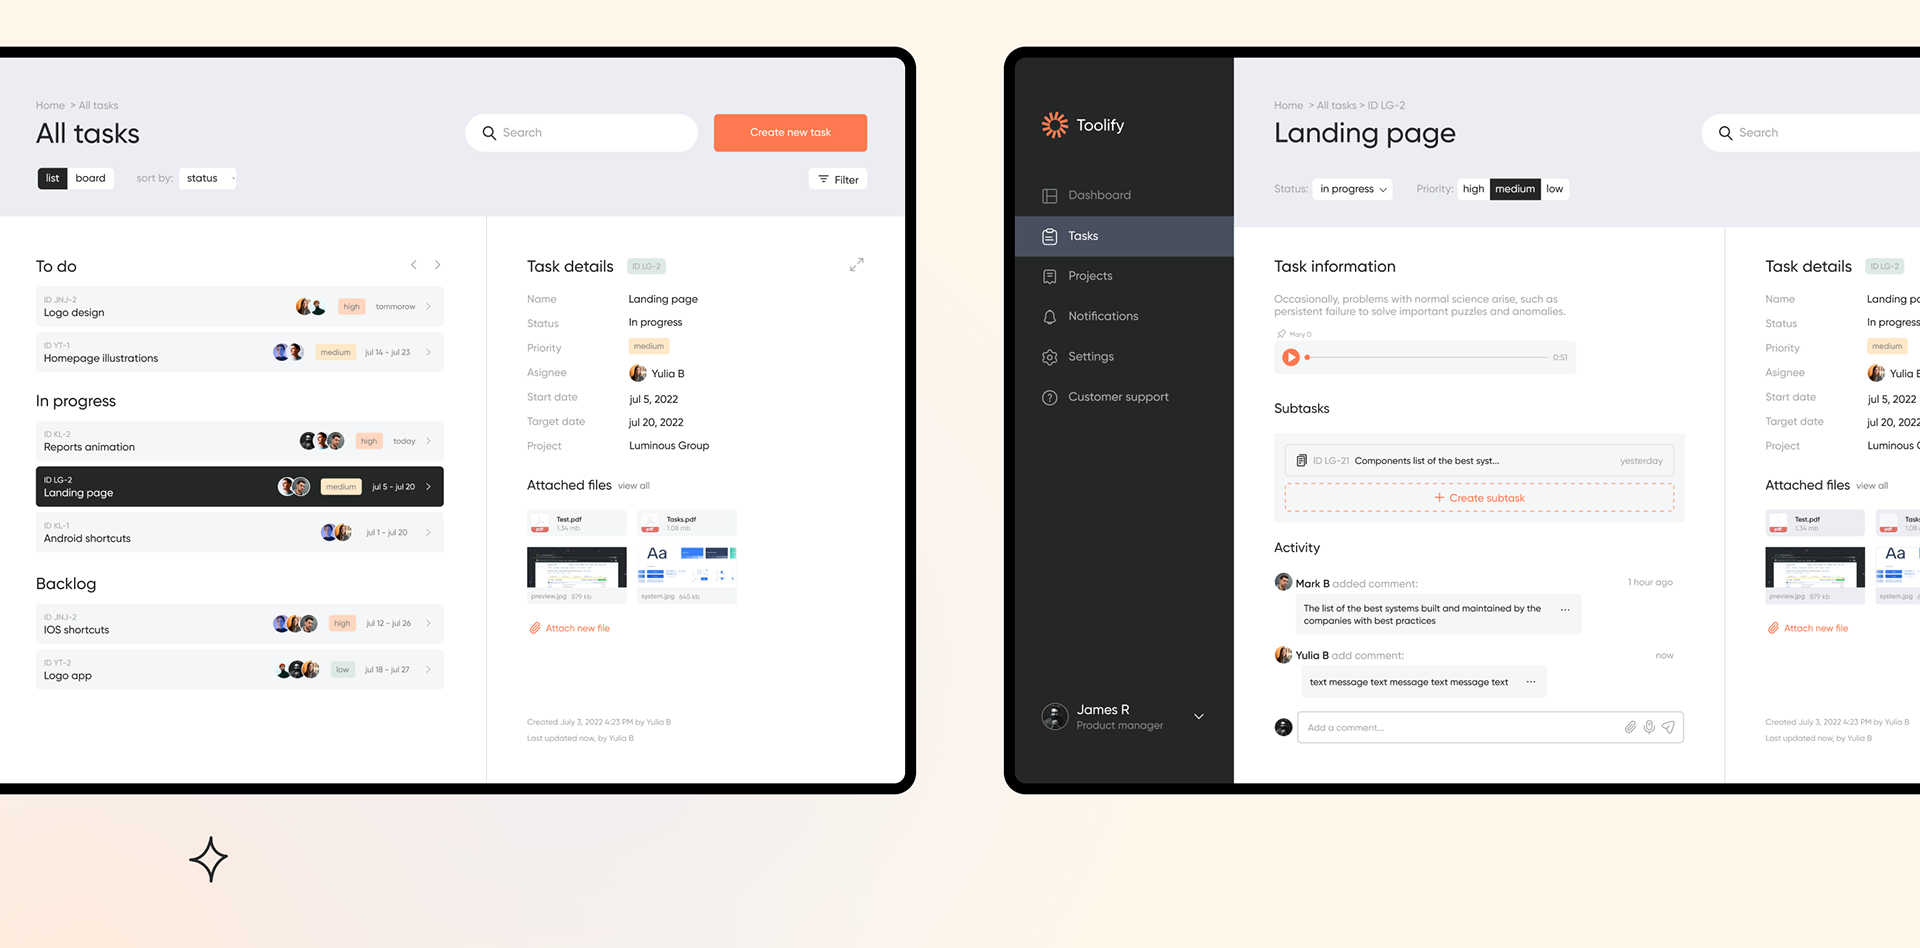 Home > All tasks
All tasks
Search
Create new task
list board sort by: status
Filter
To do
ID JNJ-2
Logo design
high tommorow
ID YT-1
Homepage illustrations
medium jul 14 - jul 23
In progress
ID KL-2
Reports animation
high today
ID LG-2
Landing page
medium jul 5 - jul 20
ID KL-1
Android shortcuts
jul 1 - jul 20
Backlog
ID JNJ-2
IOS shortcuts
high jul 12 - jul 26
ID YT-2
Logo app
low jul 18 - jul 27
Task details ID LG-2
Name Landing page
Status In progress
Priority medium
Asignee Yulia B
Start date jul 5, 2022
Target date jul 20, 2022
Project Luminous Group
Attached files view all
pdf Test.pdf
1.34 mb
pdf Tasks.pdf
1.08 mb
Aa
preview.jpg 879 kb
system.jpg 645 kb
Attach new file
Created July 3, 2022 4:23 PM by Yulia B
Last updated now, by Yulia B
Toolify
Dashboard
Tasks
Projects
Notifications
Settings
Customer support
James R
Product manager
Home > All tasks > ID LG-2
Landing page
Search
Status: in progress Priority: high medium low
Task information
Occasionally, problems with normal science arise, such as
persistent failure to solve important puzzles and anomalies.
Mary D
0:51
Subtasks
ID LG-21 Components list of the best syst... yesterday
+ Create subtask
Activity
Mark B added comment: 1 hour ago
The list of the best systems built and maintained by the ...
companies with best practices
Yulia B add comment: now
text message text message text message text ...
Add a comment...
Task details ID LG-2
Name Landing pa
Status In progress
Priority medium
Asignee Yulia B
Start date jul 5, 2022
Target date jul 20, 2022
Project Luminous G
Attached files view all
pdf Test.pdf
1.34 mb
pdf Tasks
1.08
Aa
preview.jpg 879 kb
system.jpg
Attach new file
Created July 3, 2022 4:23 PM by Yulia B
Last updated now, by Yulia B